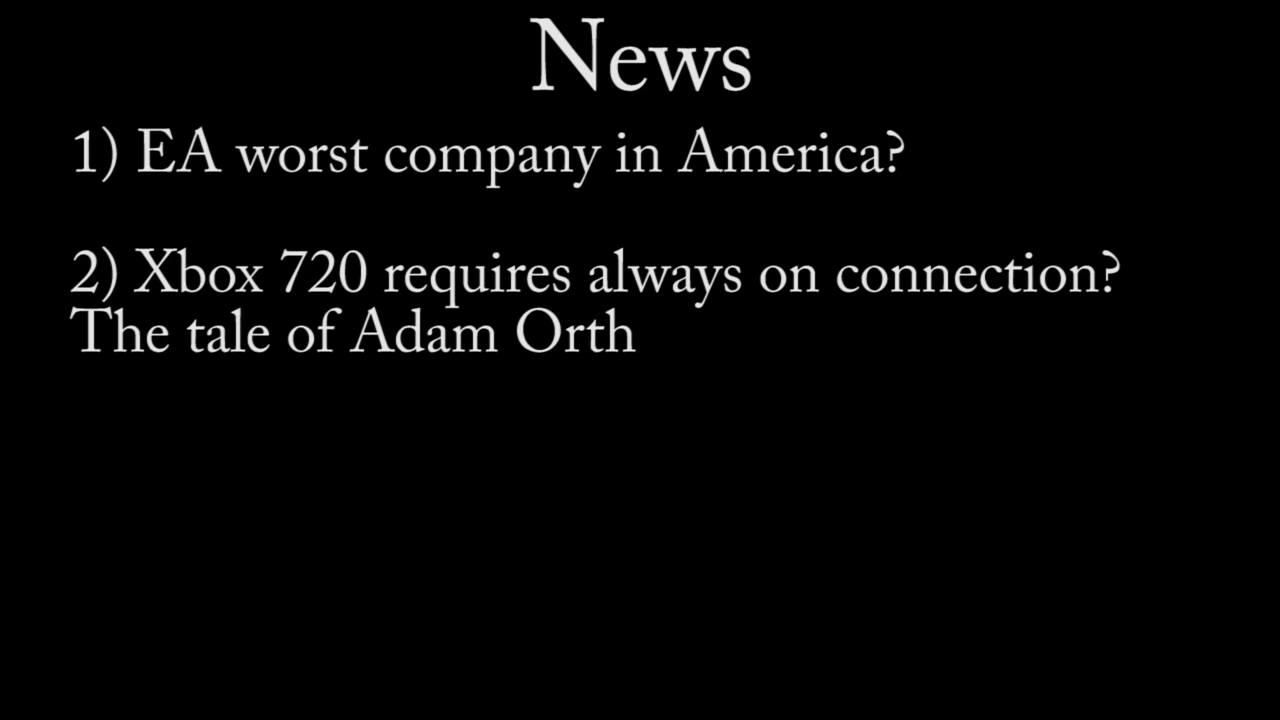 News
1) EA worst company in America?
2) Xbox 720 requires always on connection?
The tale of Adam Orth